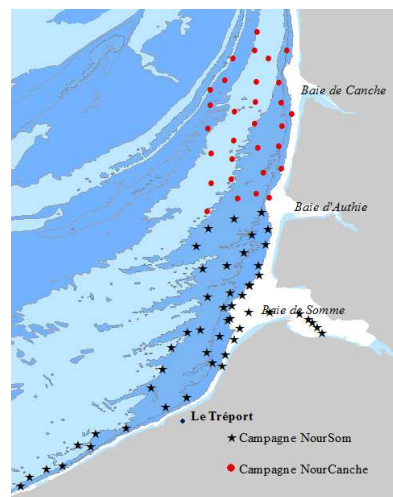 Baie de Canche
Baie d'Authie
Baie de Somme
Le Tréport
Campagne NourSom
Campagne NourCanche